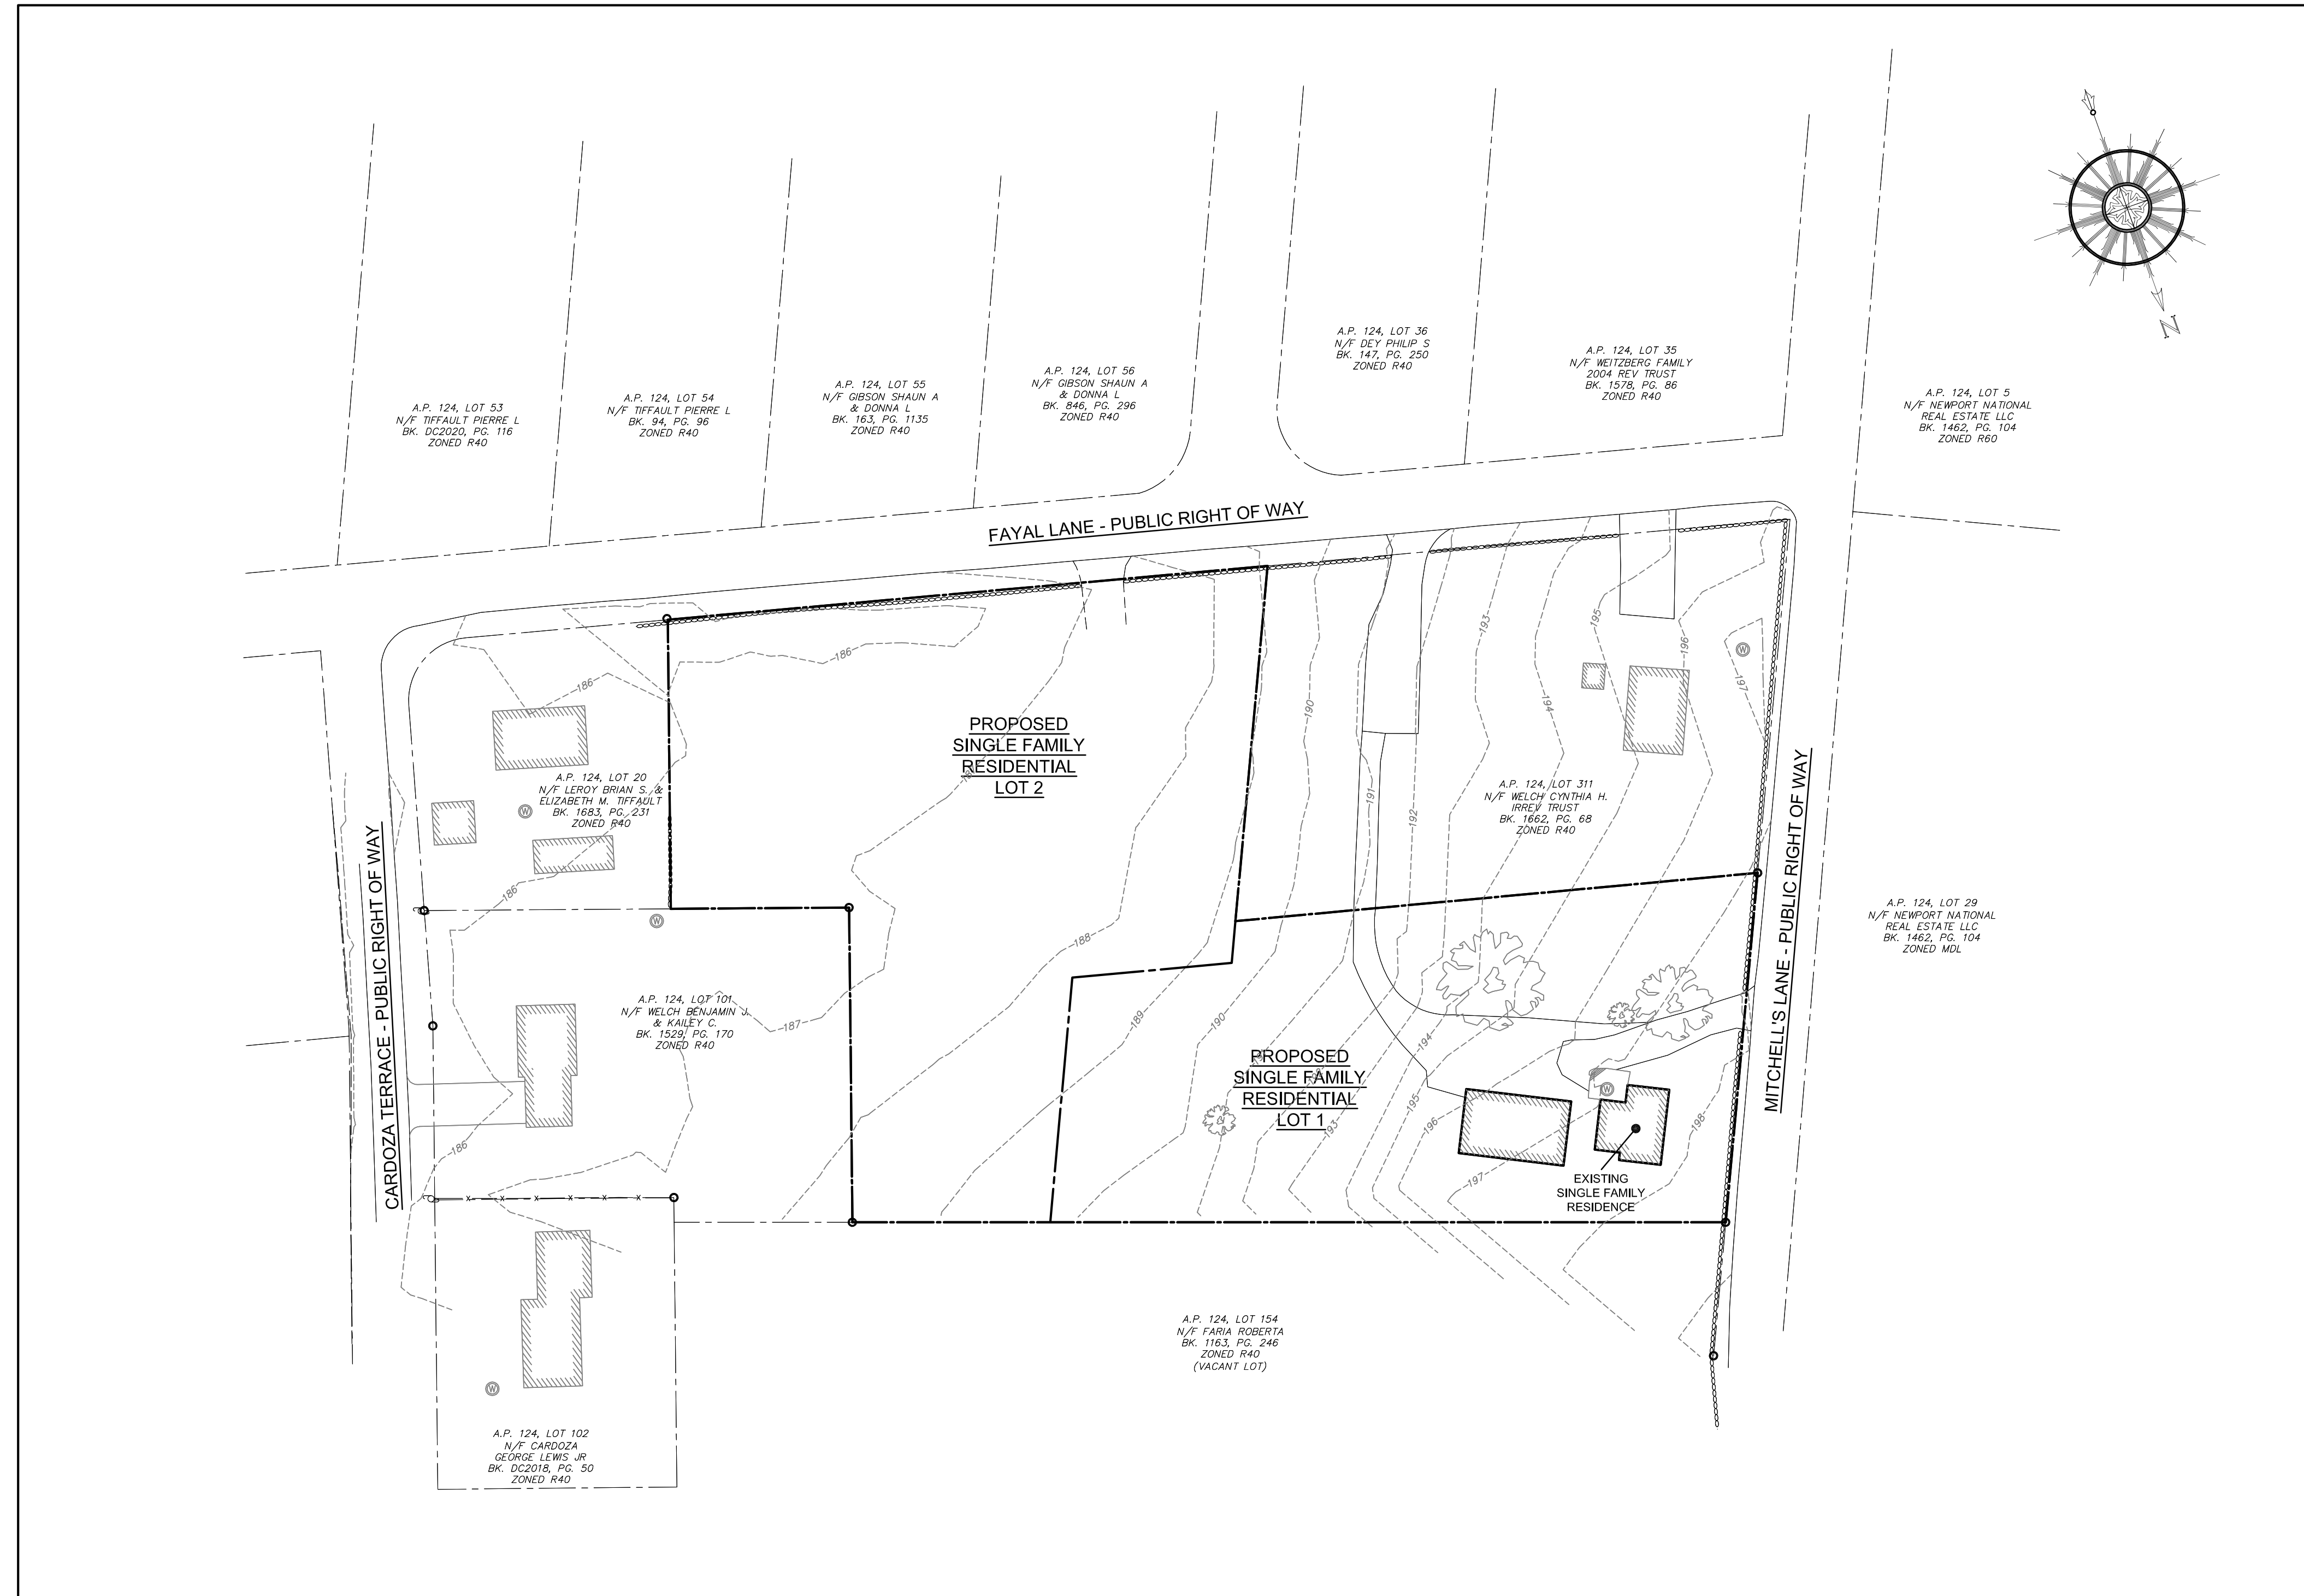 A.P. 124, LOT 53
N/F TIFFAULT PIERRE L
BK. DC2020, PG. 116
ZONED R40
A.P. 124, LOT 54
N/F TIFFAULT PIERRE L
BK. 94, PG. 96
ZONED R40
A.P. 124, LOT 55
N/F GIBSON SHAUN A
& DONNA L
BK. 163, PG. 1135
ZONED R40
A.P. 124, LOT 56
N/F GIBSON SHAUN A
& DONNA L
BK. 846, PG. 296
ZONED R40
A.P. 124, LOT 36
N/F DEY PHILIP S
BK. 147, PG. 250
ZONED R40
A.P. 124, LOT 35
N/F WEITZBERG FAMILY
2004 REV TRUST
BK. 1578, PG. 86
ZONED R40
A.P. 124, LOT 5
N/F NEWPORT NATIONAL
REAL ESTATE LLC
BK. 1462, PG. 104
ZONED R60
N
FAYAL LANE - PUBLIC RIGHT OF WAY
186
186
190
193
194
195
196
197
W
PROPOSED
SINGLE FAMILY
RESIDENTIAL
LOT 2
A.P. 124, LOT 20
N/F LEROY BRIAN S. &
ELIZABETH M. TIFFAULT
BK. 1683, PG. 231
ZONED R40
W
186
W
191
192
A.P. 124, LOT 311
N/F WELCH CYNTHIA H.
IRREV TRUST
BK. 1662, PG. 68
ZONED R40
MITCHELL'S LANE - PUBLIC RIGHT OF WAY
A.P. 124, LOT 29
N/F NEWPORT NATIONAL
REAL ESTATE LLC
BK. 1462, PG. 104
ZONED MDL
CARDOZA TERRACE - PUBLIC RIGHT OF WAY
A.P. 124, LOT 101
N/F WELCH BENJAMIN J.
& KAILEY C.
BK. 1529, PG. 170
ZONED R40
187
188
189
190
186
PROPOSED
SINGLE FAMILY
RESIDENTIAL
LOT 1
193
194
195
196
197
198
W
EXISTING
SINGLE FAMILY
RESIDENCE
x x x x x x
A.P. 124, LOT 154
N/F FARIA ROBERTA
BK. 1163, PG. 246
ZONED R40
(VACANT LOT)
W
A.P. 124, LOT 102
N/F CARDOZA
GEORGE LEWIS JR
BK. DC2018, PG. 50
ZONED R40